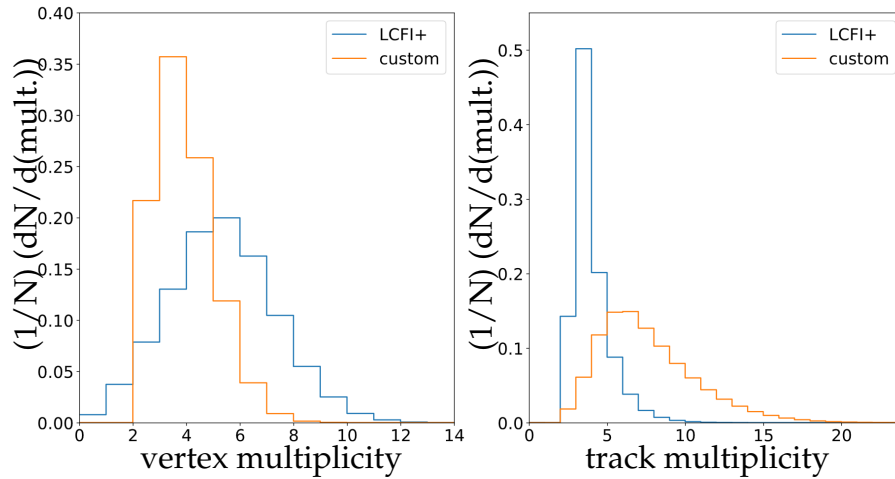 0.40
0.35
0.30
0.25
0.20
0.15
0.10
0.05
0.00
(1/N) (dN/d(mult.))
LCFI+
custom
0 2 4 6 8 10 12 14
vertex multiplicity
0.5
0.4
0.3
0.2
0.1
0.0
(1/N) (dN/d(mult.))
LCFI+
custom
0 5 10 15 20
track multiplicity